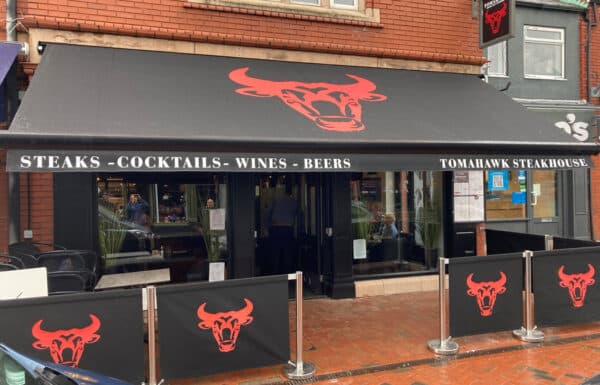 STEAKS - COCKTAILS - WINES - BEERS
TOMAHAWK STEAKHOUSE